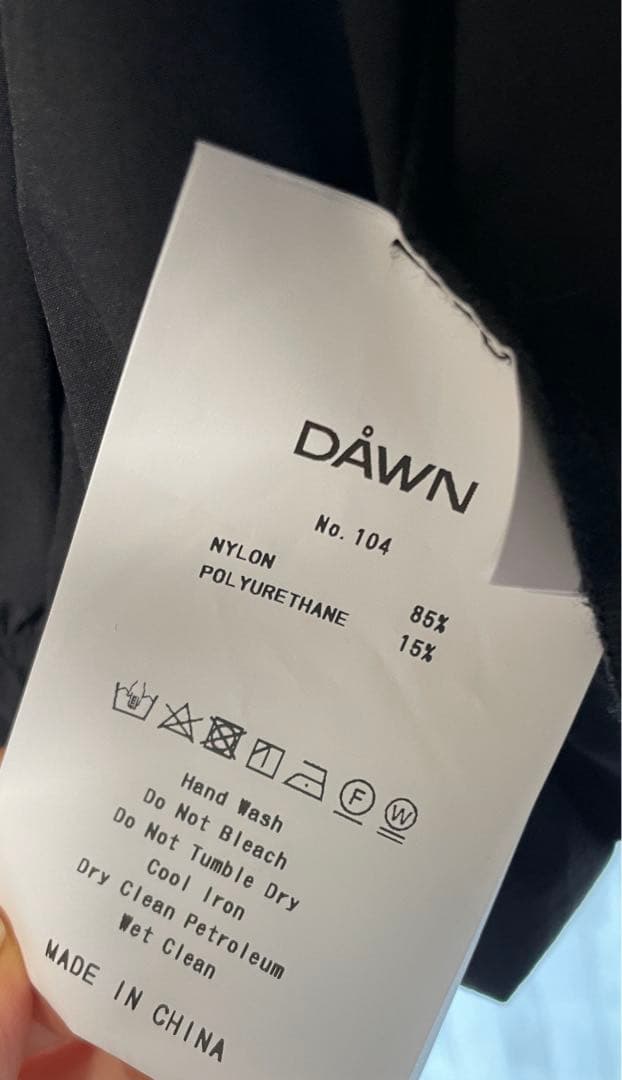 DÅWN
No. 104
NYLON 85%
POLYURETHANE 15%
F W
Hand Wash
Do Not Bleach
Do Not Tumble Dry
Cool Iron
Dry Clean Petroleum
Wet Clean
MADE IN CHINA